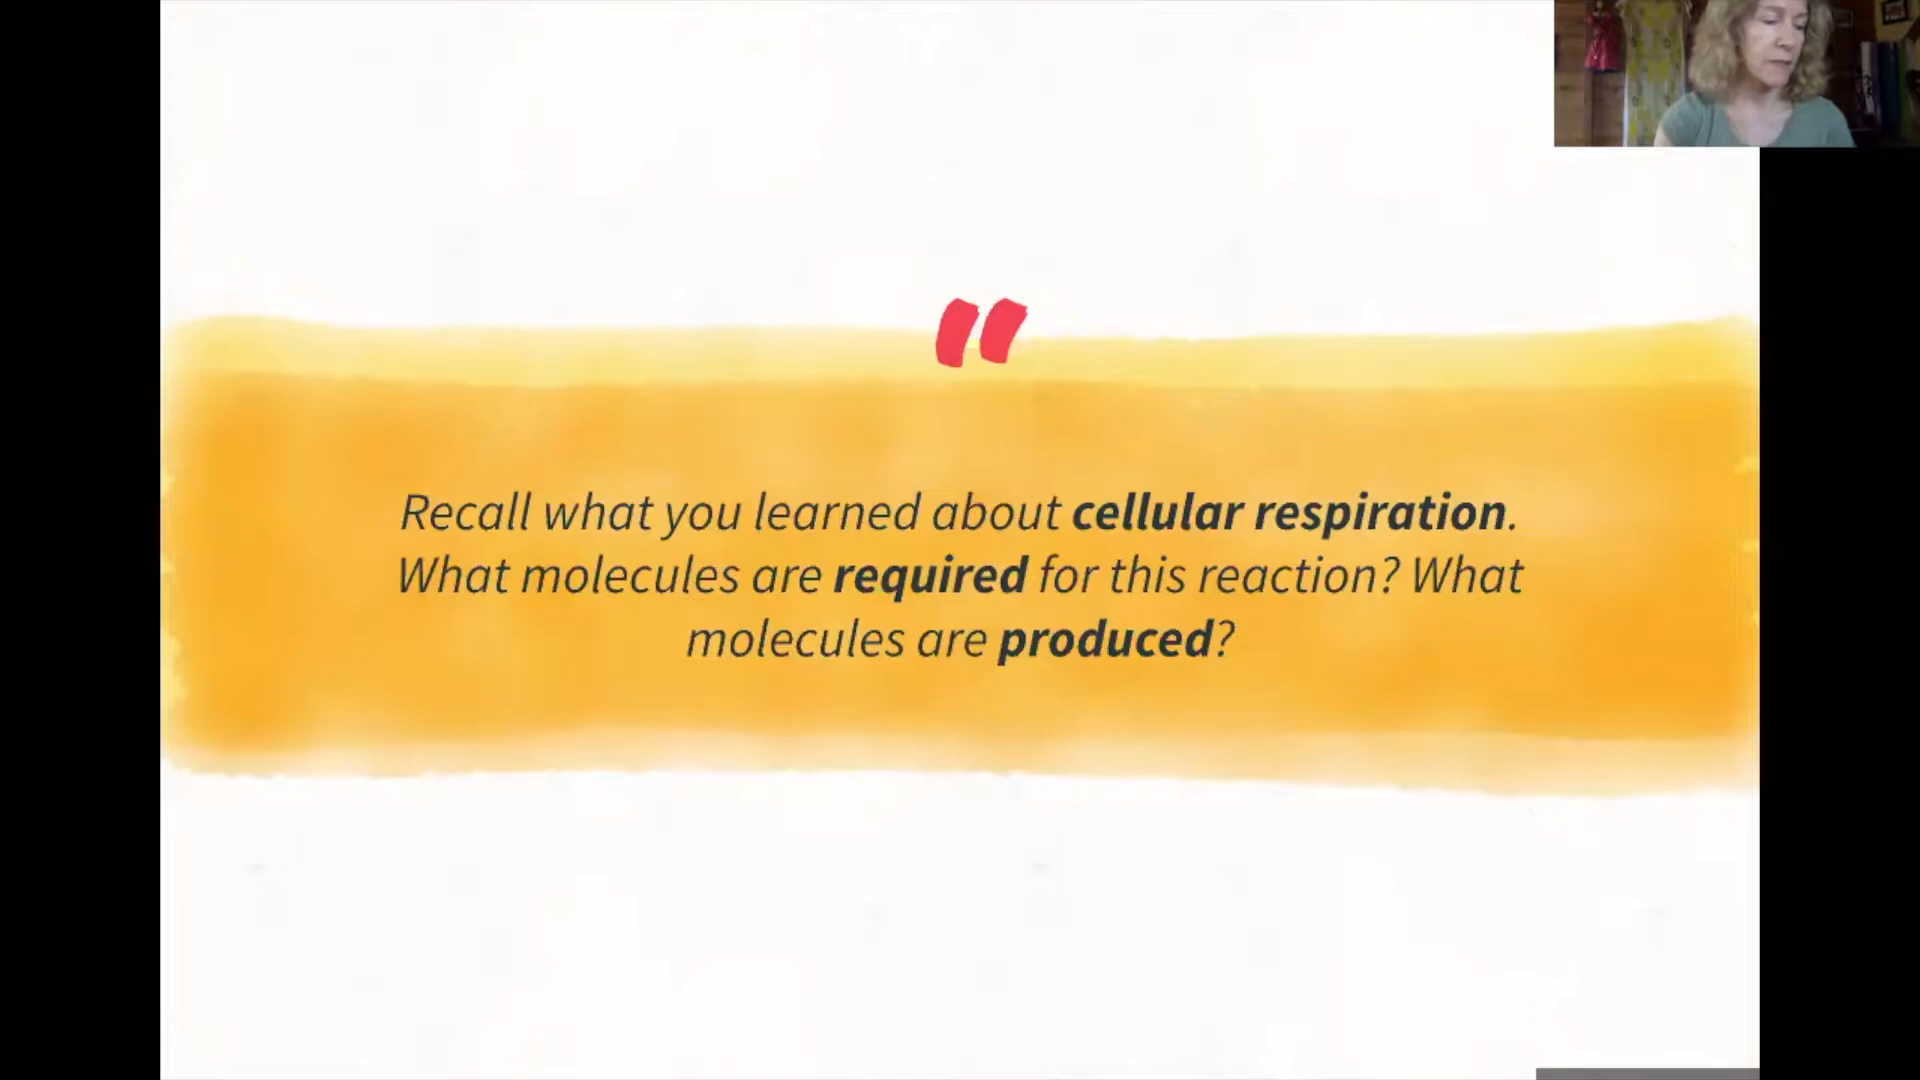 "
Recall what you learned about cellular respiration.
What molecules are required for this reaction? What
molecules are produced?